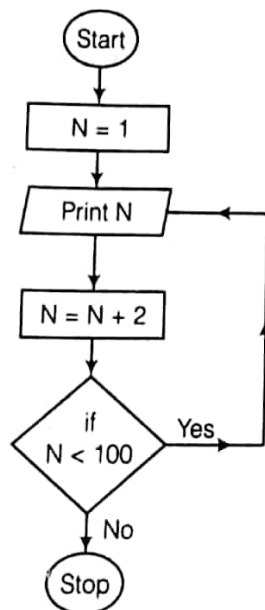 Start
N = 1
Print N
N = N + 2
if
N < 100
Yes
No
Stop